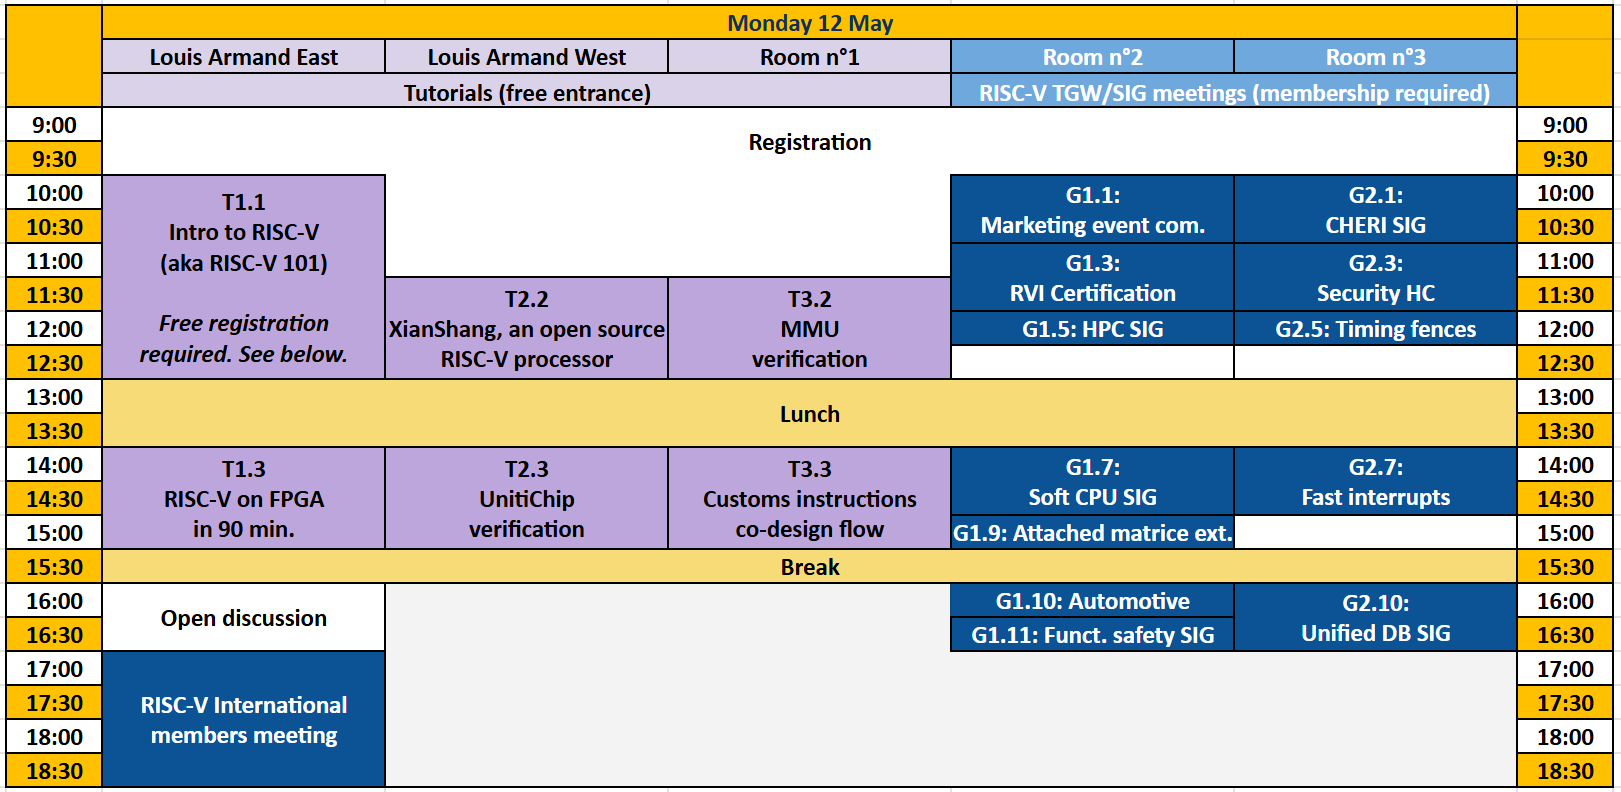 Monday 12 May
Louis Armand East Louis Armand West Room n°1 Room n°2 Room n°3
Tutorials (free entrance) RISC-V TGW/SIG meetings (membership required)
9:00 9:00
Registration
9:30 9:30
10:00 10:00
10:30 10:30
T1.1
Intro to RISC-V
(aka RISC-V 101)
Free registration
required. See below.
G1.1:
Marketing event com.
G2.1:
CHERI SIG
11:00 11:00
11:30 11:30
G1.3:
RVI Certification
G2.3:
Security HC
T2.2
XianShang, an open source
RISC-V processor
T3.2
MMU
verification
12:00 G1.5: HPC SIG G2.5: Timing fences 12:00
12:30 12:30
13:00 13:00
Lunch
13:30 13:30
14:00 14:00
14:30 14:30
T1.3
RISC-V on FPGA
in 90 min.
T2.3
UnitiChip
verification
T3.3
Customs instructions
co-design flow
G1.7:
Soft CPU SIG
G2.7:
Fast interrupts
15:00 G1.9: Attached matrice ext. 15:00
15:30 Break 15:30
16:00 G1.10: Automotive 16:00
Open discussion
16:30 G1.11: Funct. safety SIG 16:30
G2.10:
Unified DB SIG
17:00 17:00
17:30 17:30
RISC-V International
members meeting
18:00 18:00
18:30 18:30